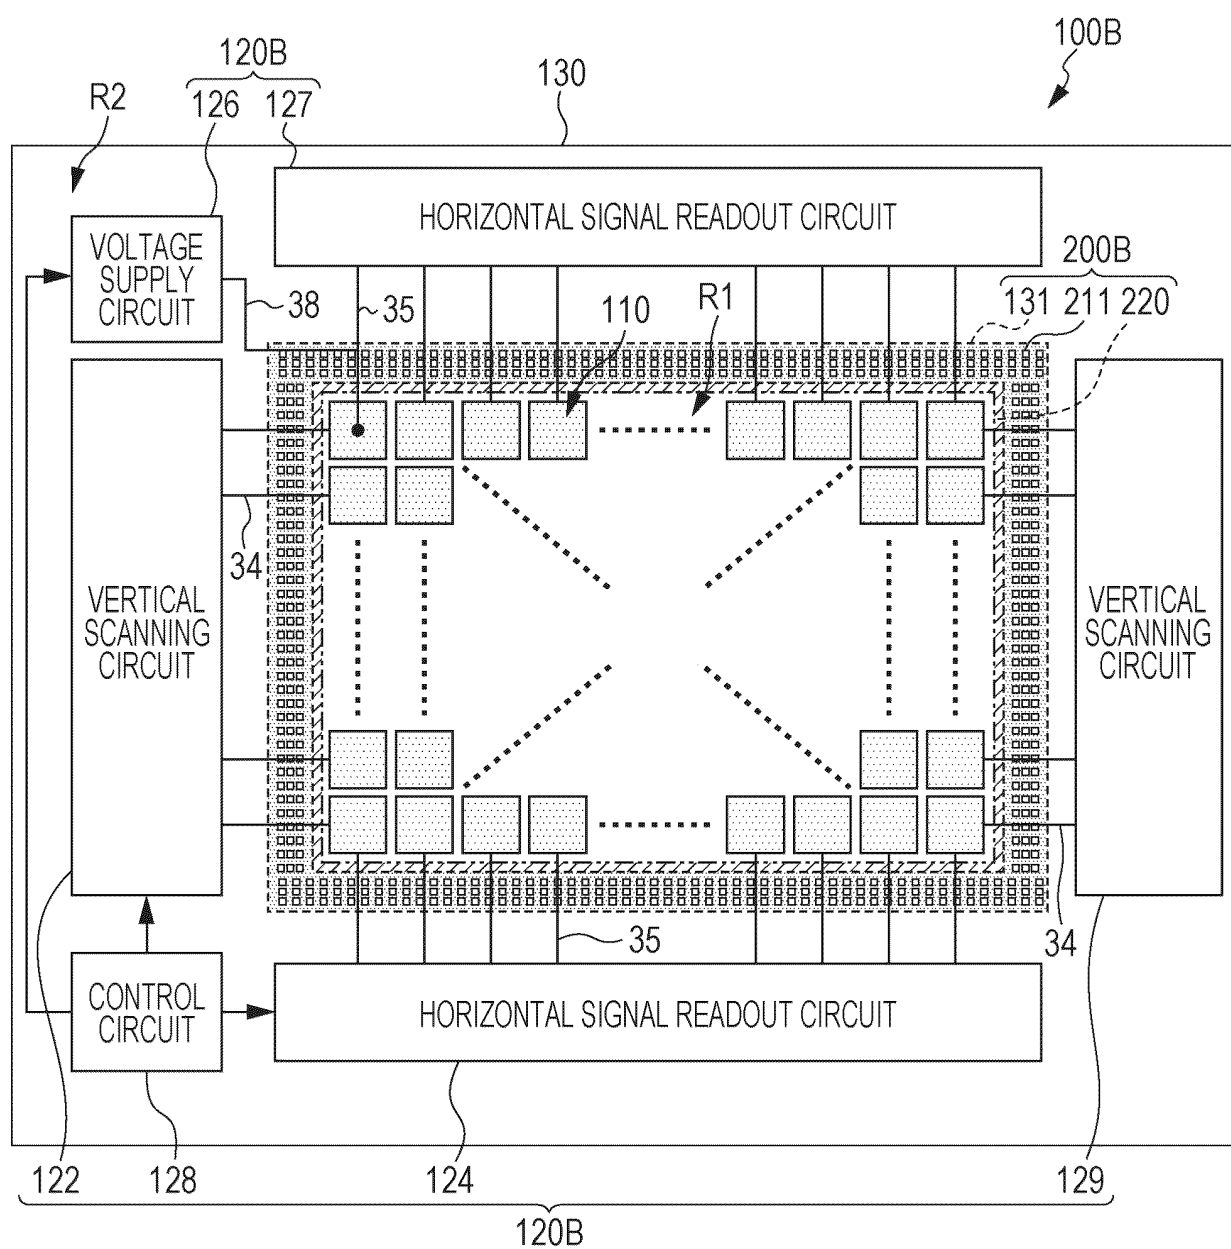 100B
120B
130
R2
126
127
HORIZONTAL SIGNAL READOUT CIRCUIT
VOLTAGE
SUPPLY
CIRCUIT
200B
131 211 220
38
35
110
R1
34
VERTICAL
SCANNING
CIRCUIT
VERTICAL
SCANNING
CIRCUIT
35
34
CONTROL
CIRCUIT
HORIZONTAL SIGNAL READOUT CIRCUIT
122
128
124
129
120B